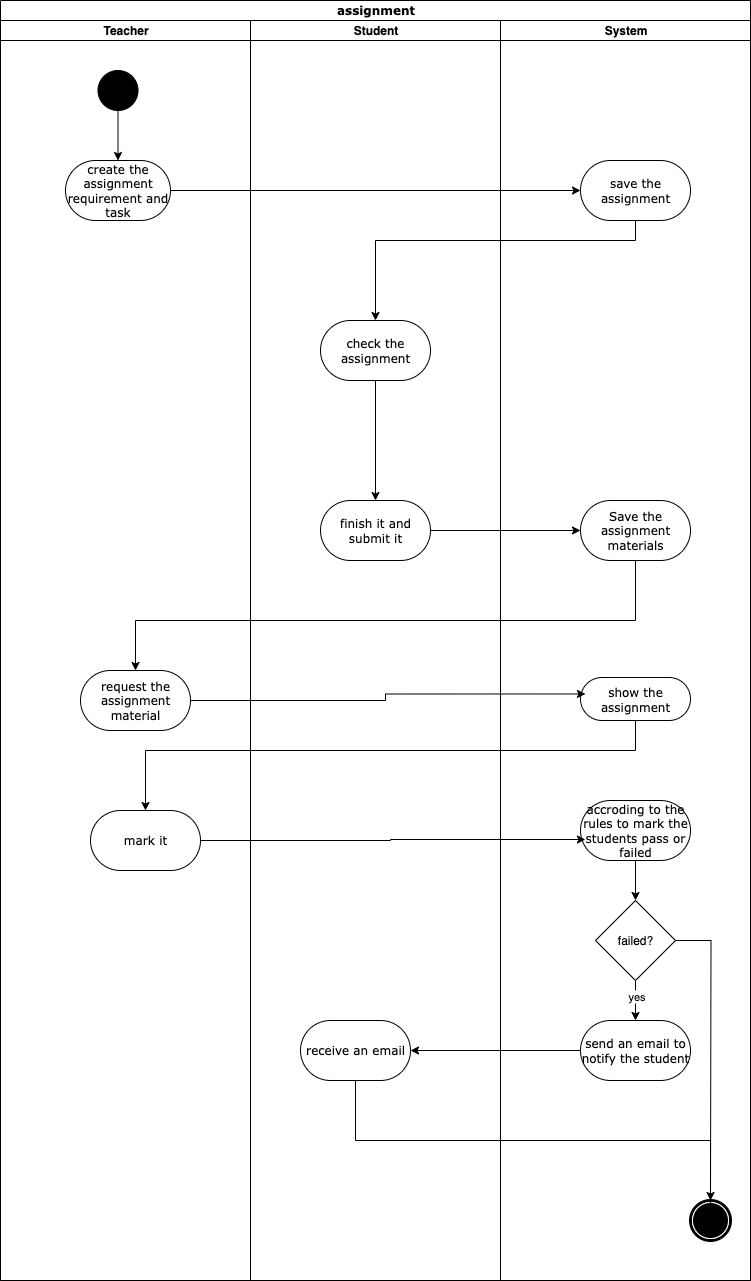 assignment
Teacher
Student
System
create the
assignment
requirement and
task
save the
assignment
check the
assignment
finish it and
submit it
Save the
assignment
materials
request the
assignment
material
show the
assignment
mark it
accroding to the
rules to mark the
students pass or
failed
failed?
yes
receive an email
send an email to
notify the student